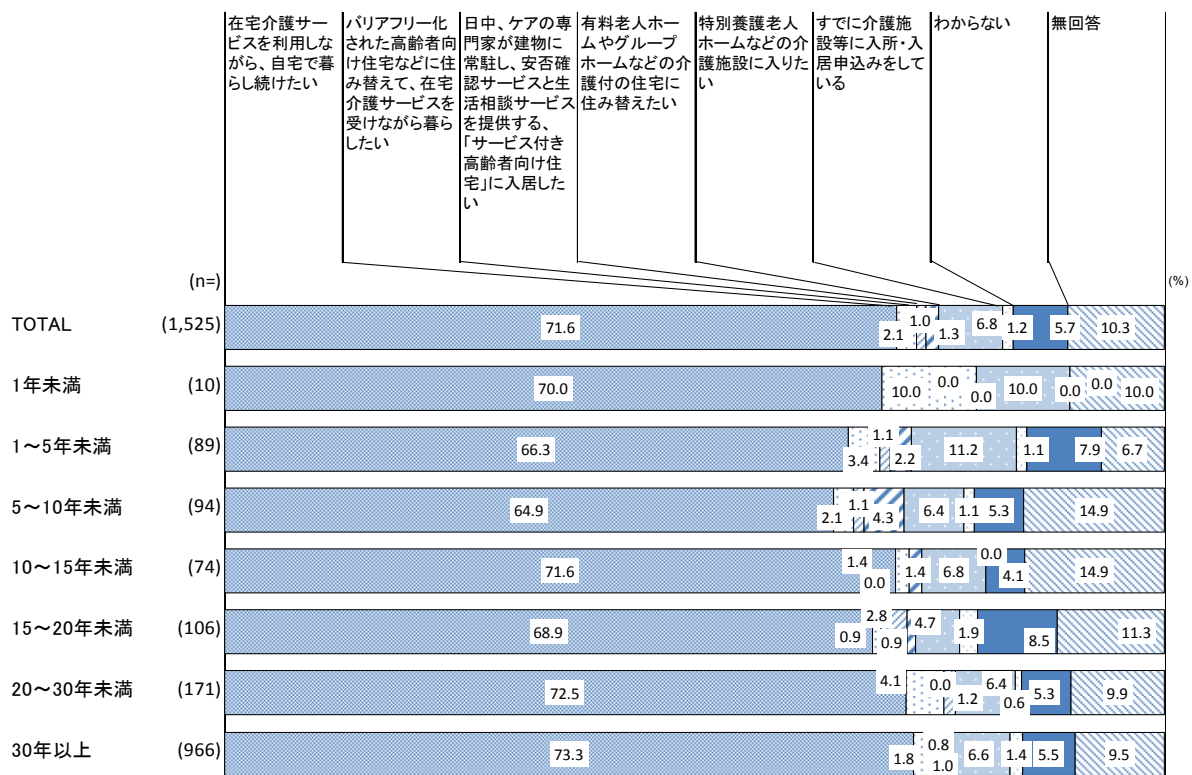 在宅介護サー
ビスを利用しな
がら、自宅で暮
らし続けたい
バリアフリー化
された高齢者向
け住宅などに住
み替えて、在宅
介護サービスを
受けながら暮ら
したい
日中、ケアの専
門家が建物に
常駐し、安否確
認サービスと生
活相談サービス
を提供する、
「サービス付き
高齢者向け住
宅」に入居した
い
有料老人ホー
ムやグループ
ホームなどの介
護付の住宅に
住み替えたい
特別養護老人
ホームなどの介
護施設に入りた
い
すでに介護施
設等に入所・入
居申込みをして
いる
わからない
無回答
(n=)
(%)
TOTAL (1,525) 71.6 2.1 1.0 1.3 6.8 1.2 5.7 10.3
1年未満 (10) 70.0 10.0 0.0 0.0 10.0 0.0 0.0 10.0
1～5年未満 (89) 66.3 3.4 1.1 2.2 11.2 1.1 7.9 6.7
5～10年未満 (94) 64.9 2.1 1.1 4.3 6.4 1.1 5.3 14.9
10～15年未満 (74) 71.6 1.4 0.0 1.4 6.8 0.0 4.1 14.9
15～20年未満 (106) 68.9 0.9 2.8 0.9 4.7 1.9 8.5 11.3
20～30年未満 (171) 72.5 4.1 0.0 1.2 6.4 0.6 5.3 9.9
30年以上 (966) 73.3 1.8 0.8 1.0 6.6 1.4 5.5 9.5